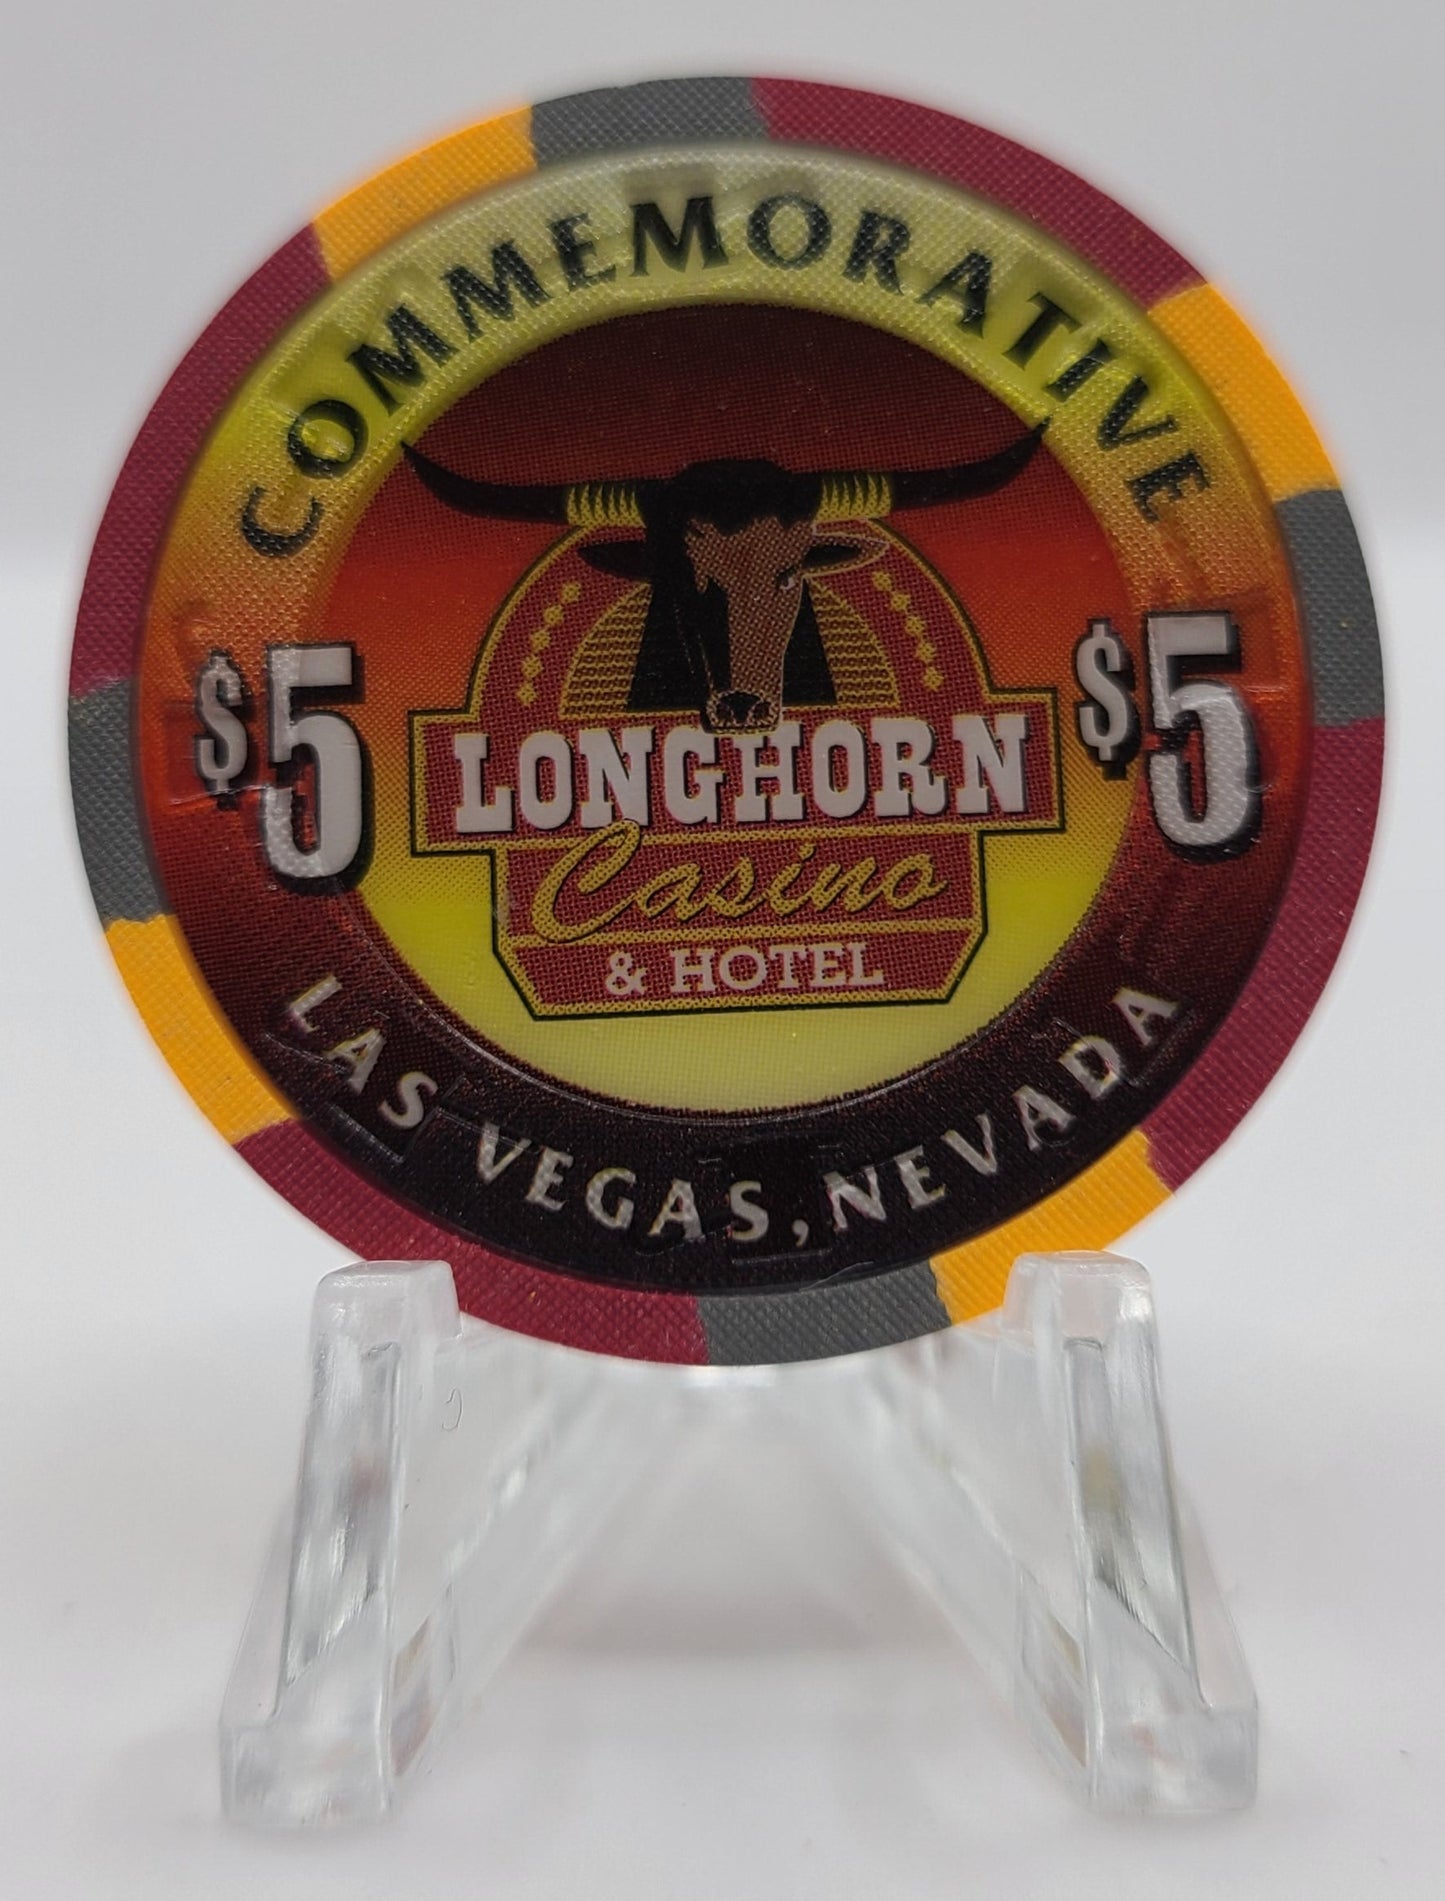 COMMEMORATIVE
$5
$5
LONGHORN
Casino
& HOTEL
LAS VEGAS, NEVADA